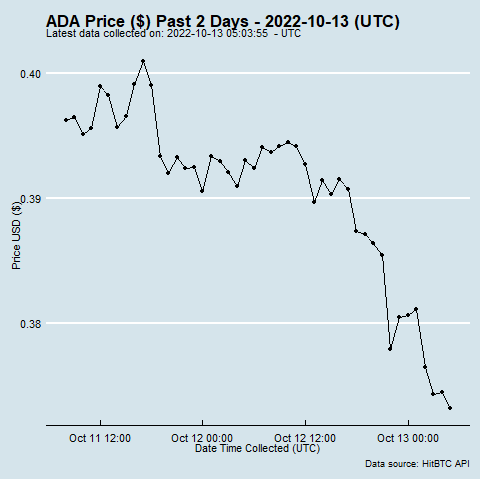 ADA Price ($) Past 2 Days - 2022-10-13 (UTC)
Latest data collected on: 2022-10-13 05:03:55  - UTC
0.40
0.39
0.38
Price USD ($)
Oct 11 12:00 Oct 12 00:00 Oct 12 12:00 Oct 13 00:00
Date Time Collected (UTC)
Data source: HitBTC API